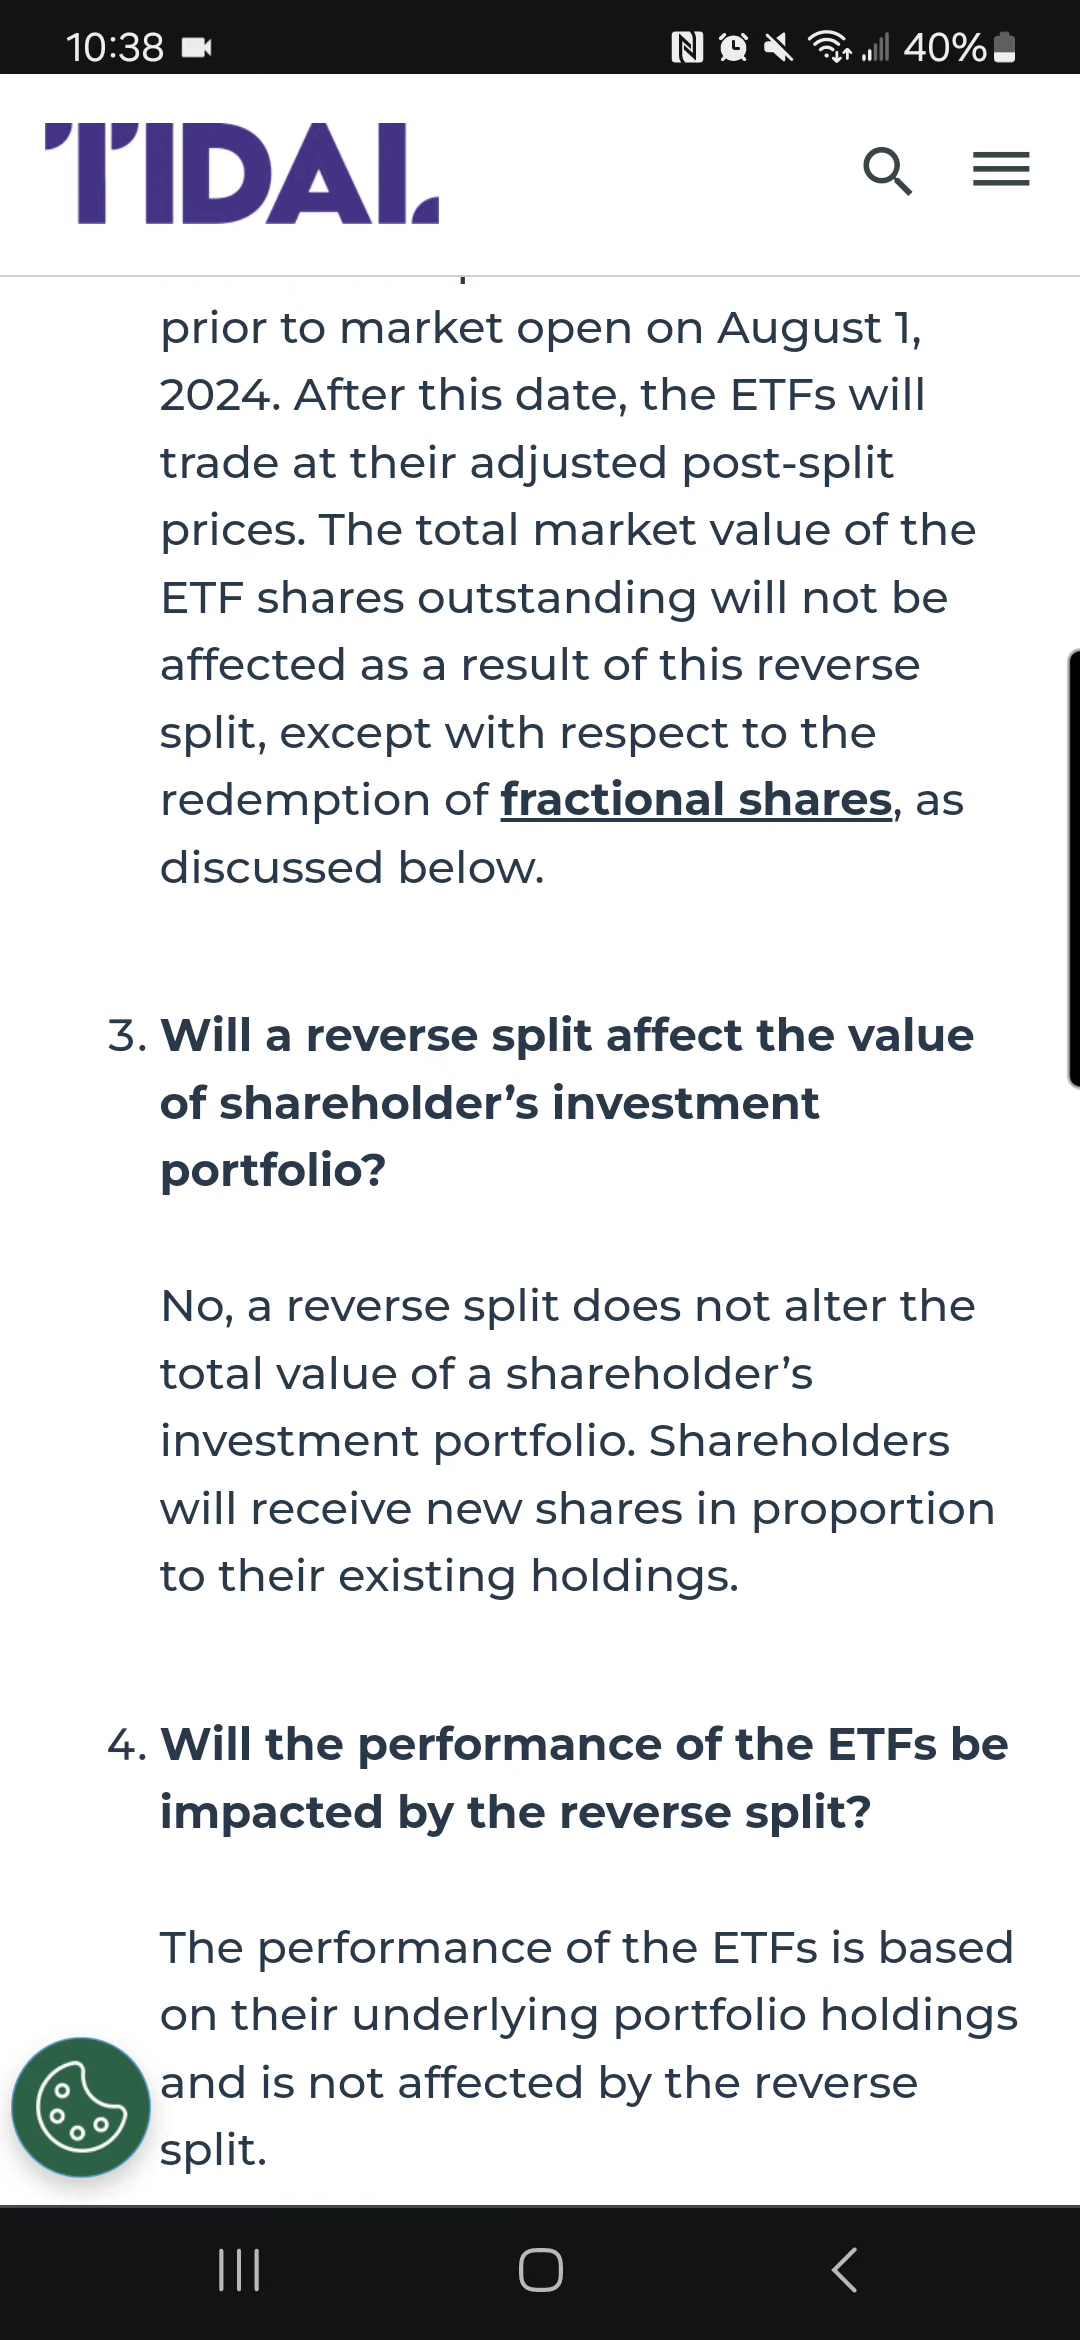 10:38
40%
TIDAL
prior to market open on August 1,
2024. After this date, the ETFs will
trade at their adjusted post-split
prices. The total market value of the
ETF shares outstanding will not be
affected as a result of this reverse
split, except with respect to the
redemption of fractional shares, as
discussed below.
3. Will a reverse split affect the value
of shareholder’s investment
portfolio?
No, a reverse split does not alter the
total value of a shareholder’s
investment portfolio. Shareholders
will receive new shares in proportion
to their existing holdings.
4. Will the performance of the ETFs be
impacted by the reverse split?
The performance of the ETFs is based
on their underlying portfolio holdings
and is not affected by the reverse
split.